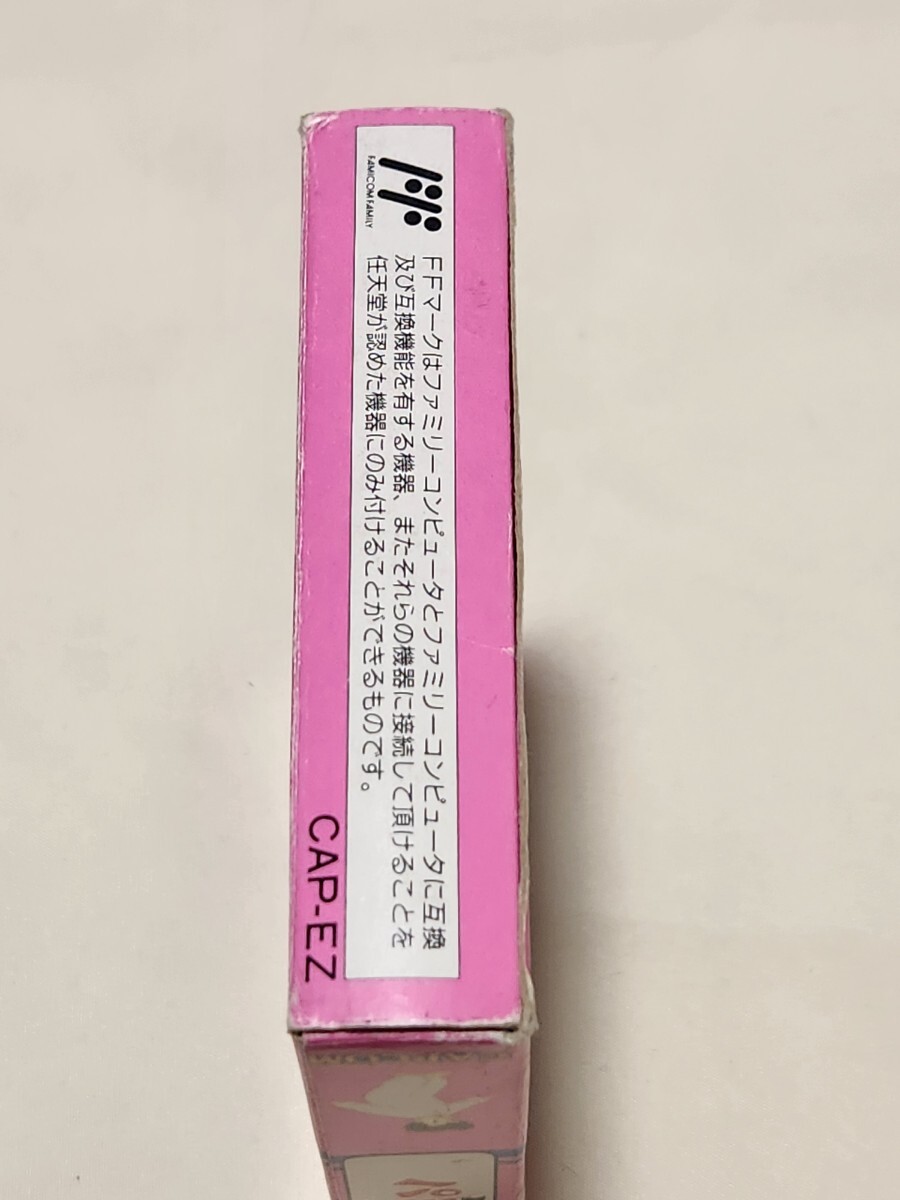 FAMICOM FAMILY
FFマークはファミリーコンピュータとファミリーコンピュータに互換
及び互換機能を有する機器、またそれらの機器に接続して頂けることを
任天堂が認めた機器にのみ付けることができるものです。
CAP-EZ